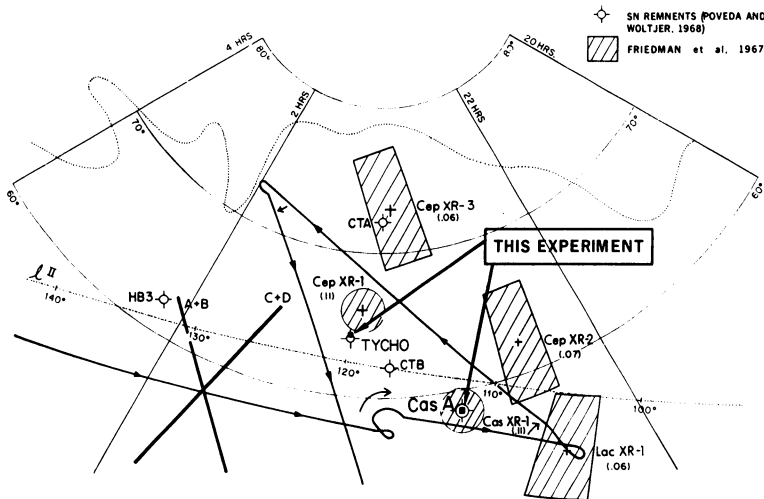 SN REMNENTS (POVEDA AND
WOLTJER, 1968)
FRIEDMAN et al, 1967
4 HRS
80°
80°
20 HRS.
2 HRS
22 HRS
70°
70°
60°
60°
CTA
Cep XR-3
(.06)
THIS EXPERIMENT
l II
140°
HB3
A+B
130°
C+D
Cep XR-1
(.11)
TYCHO
120°
CTB
Cep XR-2
(.07)
110°
100°
Cas A
Cas XR-1
(.11)
Lac XR-1
(.06)